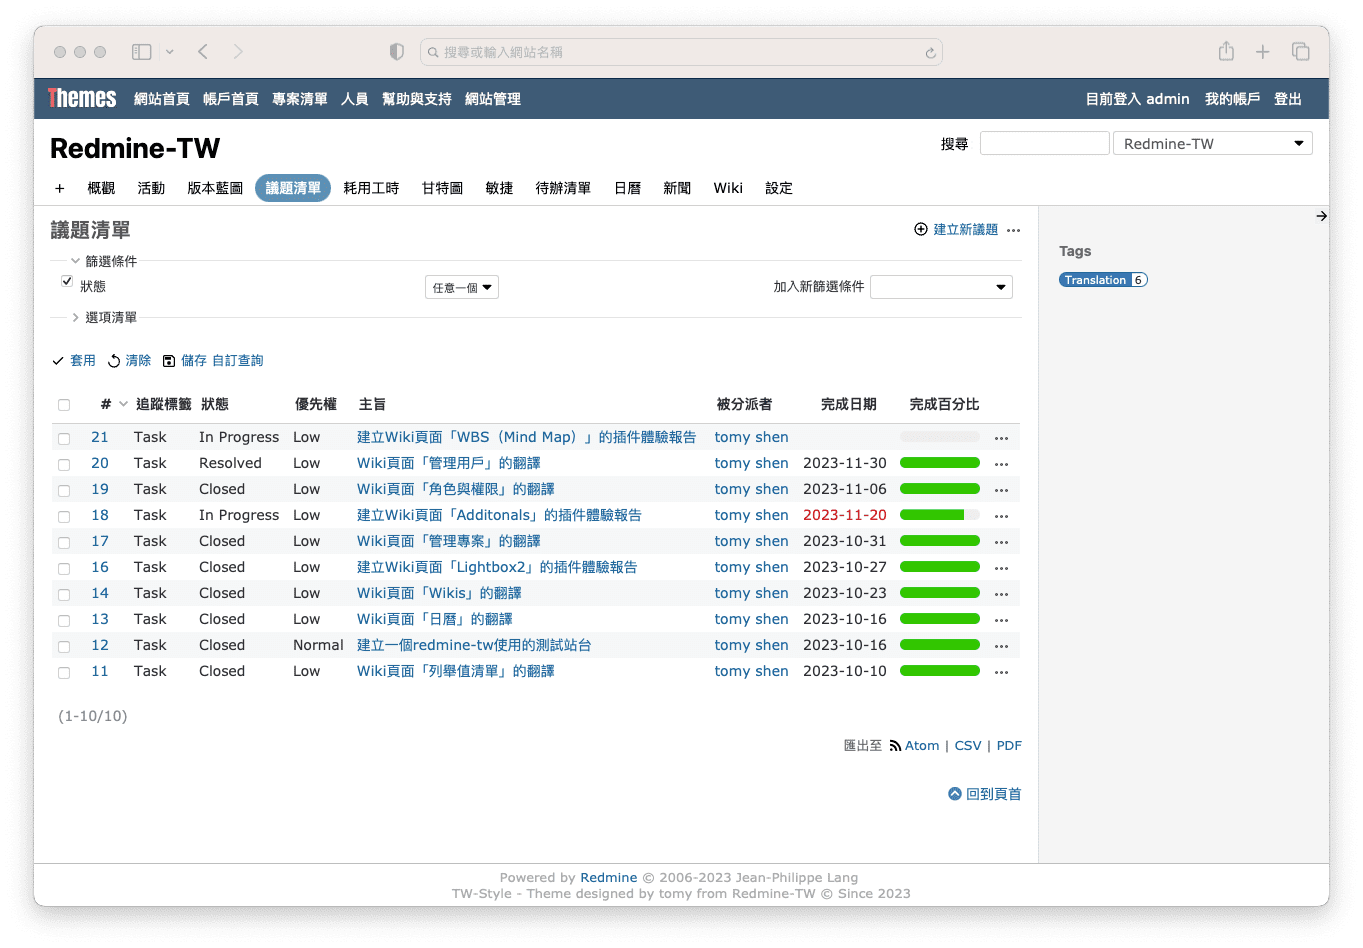 搜尋或輸入網站名稱
Themes 網站首頁 帳戶首頁 專案清單 人員 幫助與支持 網站管理 目前登入 admin 我的帳戶 登出
Redmine-TW 搜尋 Redmine-TW
+ 概觀 活動 版本藍圖 議題清單 耗用工時 甘特圖 敏捷 待辦清單 日曆 新聞 Wiki 設定
議題清單 建立新議題 ...
Tags
Translation 6
篩選條件
狀態 任意一個 加入新篩選條件
選項清單
套用 清除 儲存 自訂查詢
# 追蹤標籤 狀態 優先權 主旨 被分派者 完成日期 完成百分比
21 Task In Progress Low 建立Wiki頁面「WBS（Mind Map）」的插件體驗報告 tomy shen ...
20 Task Resolved Low Wiki頁面「管理用戶」的翻譯 tomy shen 2023-11-30 ...
19 Task Closed Low Wiki頁面「角色與權限」的翻譯 tomy shen 2023-11-06 ...
18 Task In Progress Low 建立Wiki頁面「Additonals」的插件體驗報告 tomy shen 2023-11-20 ...
17 Task Closed Low Wiki頁面「管理專案」的翻譯 tomy shen 2023-10-31 ...
16 Task Closed Low 建立Wiki頁面「Lightbox2」的插件體驗報告 tomy shen 2023-10-27 ...
14 Task Closed Low Wiki頁面「Wikis」的翻譯 tomy shen 2023-10-23 ...
13 Task Closed Low Wiki頁面「日曆」的翻譯 tomy shen 2023-10-16 ...
12 Task Closed Normal 建立一個redmine-tw使用的測試站台 tomy shen 2023-10-16 ...
11 Task Closed Low Wiki頁面「列舉值清單」的翻譯 tomy shen 2023-10-10 ...
(1-10/10)
匯出至 Atom | CSV | PDF
回到頁首
Powered by Redmine © 2006-2023 Jean-Philippe Lang
TW-Style - Theme designed by tomy from Redmine-TW © Since 2023